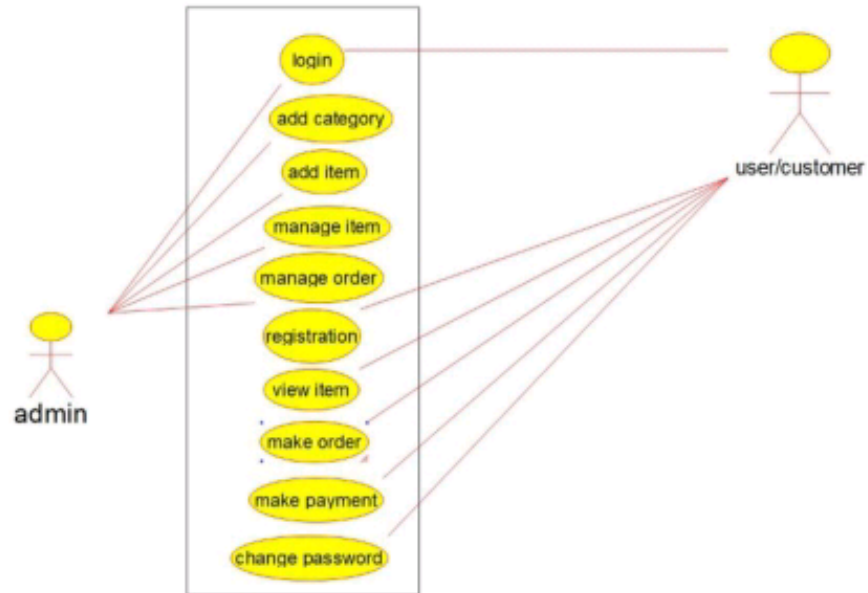 login
add category
add item
manage item
manage order
registration
view item
make order
make payment
change password
user/customer
admin